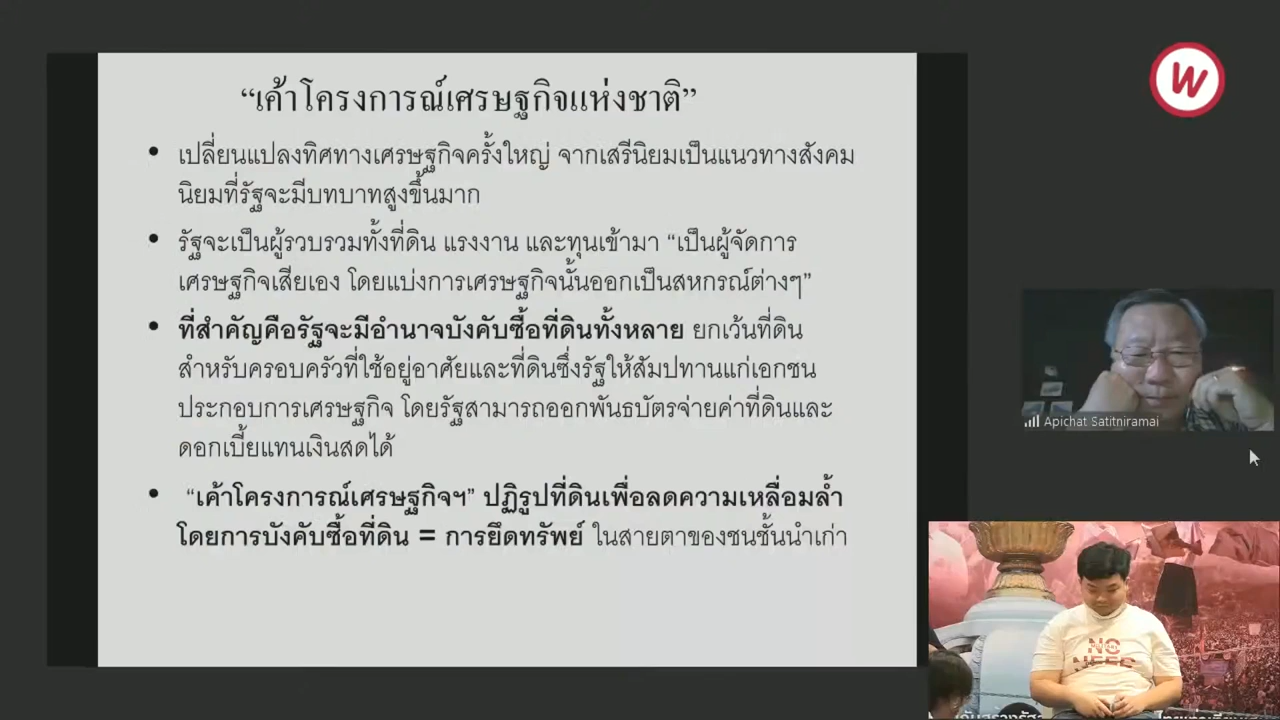 “เค้าโครงการณ์เศรษฐกิจแห่งชาติ”
• เปลี่ยนแปลงทิศทางเศรษฐกิจครั้งใหญ่ จากเสรีนิยมเป็นแนวทางสังคม
นิยมที่รัฐจะมีบทบาทสูงขึ้นมาก
• รัฐจะเป็นผู้รวบรวมทั้งที่ดิน แรงงาน และทุนเข้ามา “เป็นผู้จัดการ
เศรษฐกิจเสียเอง โดยแบ่งการเศรษฐกิจนั้นออกเป็นสหกรณ์ต่างๆ”
• ที่สำคัญคือรัฐจะมีอำนาจบังคับซื้อที่ดินทั้งหลาย ยกเว้นที่ดิน
สำหรับครอบครัวที่ใช้อยู่อาศัยและที่ดินซึ่งรัฐให้สัมปทานแก่เอกชน
ประกอบการเศรษฐกิจ โดยรัฐสามารถออกพันธบัตรจ่ายค่าที่ดินและ
ดอกเบี้ยแทนเงินสดได้
• “เค้าโครงการณ์เศรษฐกิจฯ” ปฏิรูปที่ดินเพื่อลดความเหลื่อมล้ำ
โดยการบังคับซื้อที่ดิน = การยึดทรัพย์ ในสายตาของชนชั้นนำเก่า
W
Apichat Satitniramai
NO
NEED